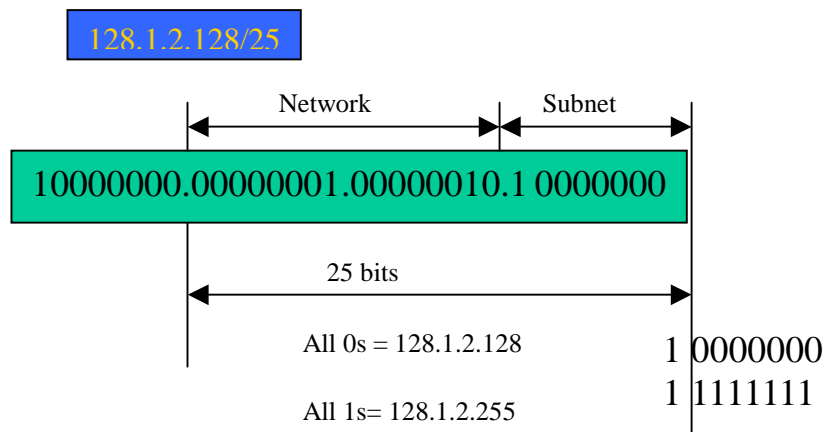 128.1.2.128/25
Network Subnet
10000000.00000001.00000010.1 0000000
25 bits
All 0s = 128.1.2.128
1 0000000
1 1111111
All 1s= 128.1.2.255